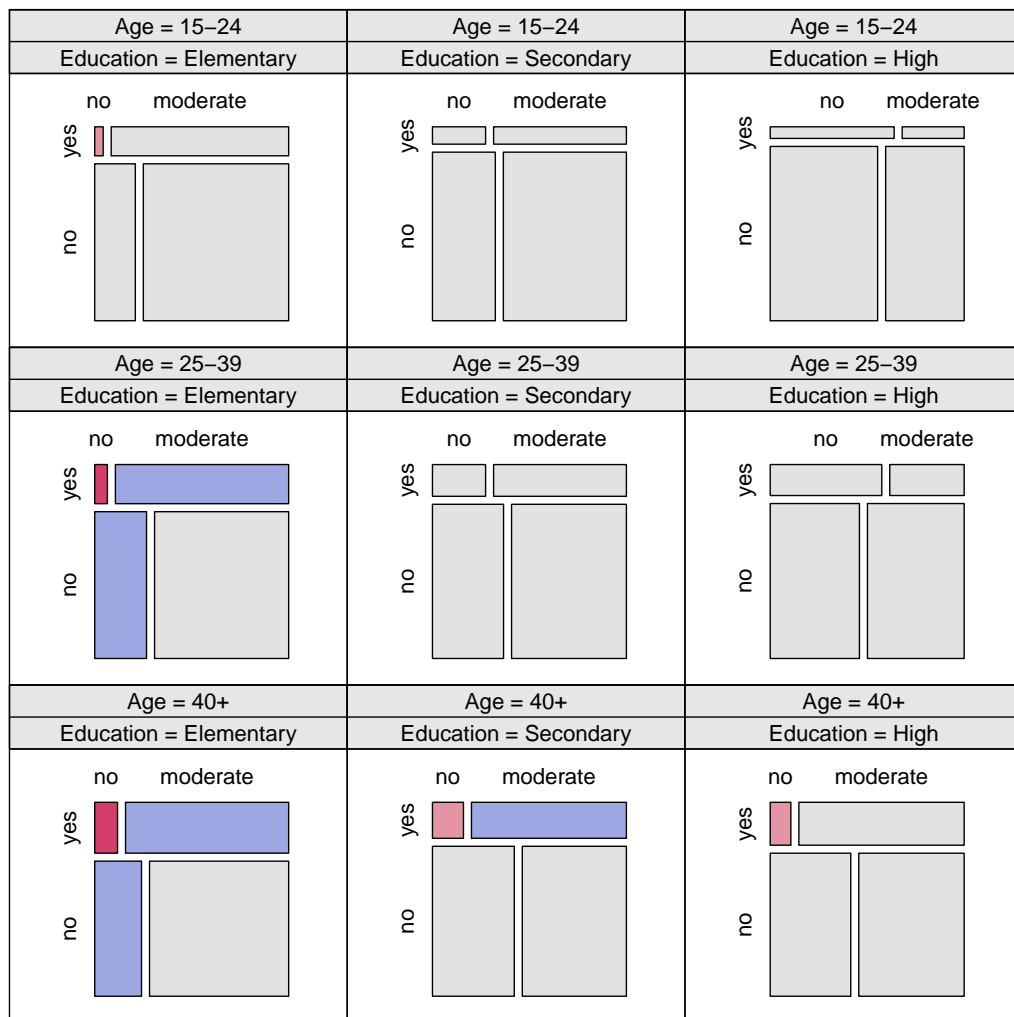 Age = 15−24
Education = Elementary
no moderate
yes
no
Age = 15−24
Education = Secondary
no moderate
yes
no
Age = 15−24
Education = High
no moderate
yes
no
Age = 25−39
Education = Elementary
no moderate
yes
no
Age = 25−39
Education = Secondary
no moderate
yes
no
Age = 25−39
Education = High
no moderate
yes
no
Age = 40+
Education = Elementary
no moderate
yes
no
Age = 40+
Education = Secondary
no moderate
yes
no
Age = 40+
Education = High
no moderate
yes
no